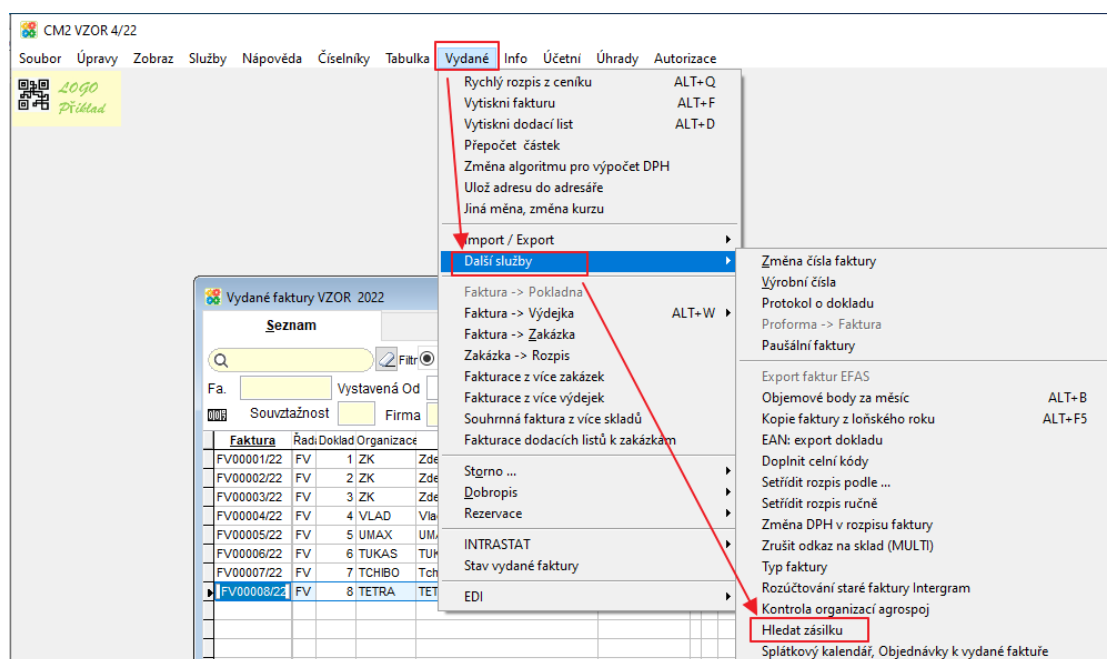 CM2 VZOR 4/22
Soubor Úpravy Zobraz Služby Nápověda Číselníky Tabulka Vydané Info Účetní Úhrady Autorizace
LOGO
Příklad
Rychlý rozpis z ceníku ALT+Q
Vytiskni fakturu ALT+F
Vytiskni dodací list ALT+D
Přepočet částek
Změna algoritmu pro výpočet DPH
Ulož adresu do adresáře
Jiná měna, změna kurzu
Import / Export
Další služby
Faktura -> Pokladna
Faktura -> Výdejka ALT+W
Faktura -> Zakázka
Zakázka -> Rozpis
Fakturace z více zakázek
Fakturace z více výdejek
Souhrnná faktura z více skladů
Fakturace dodacích listů k zakázkám
Storno ...
Dobropis
Rezervace
INTRASTAT
Stav vydané faktury
EDI
Změna čísla faktury
Výrobní čísla
Protokol o dokladu
Proforma -> Faktura
Paušální faktury
Export faktur EFAS
Objemové body za měsíc ALT+B
Kopie faktury z loňského roku ALT+F5
EAN: export dokladu
Doplnit celní kódy
Setřídit rozpis podle ...
Setřídit rozpis ručně
Změna DPH v rozpisu faktury
Zrušit odkaz na sklad (MULTI)
Typ faktury
Rozúčtování staré faktury Intergram
Kontrola organizací agrospoj
Hledat zásilku
Splátkový kalendář, Objednávky k vydané faktuře
Vydané faktury VZOR 2022
Seznam
Filtr
Fa. Vystavená Od
Souvztažnost Firma
Faktura Řada Doklad Organizace
FV00001/22 FV 1 ZK Zde
FV00002/22 FV 2 ZK Zde
FV00003/22 FV 3 ZK Zde
FV00004/22 FV 4 VLAD Vla
FV00005/22 FV 5 UMAX UM
FV00006/22 FV 6 TUKAS TUK
FV00007/22 FV 7 TCHIBO Tch
FV00008/22 FV 8 TETRA TET